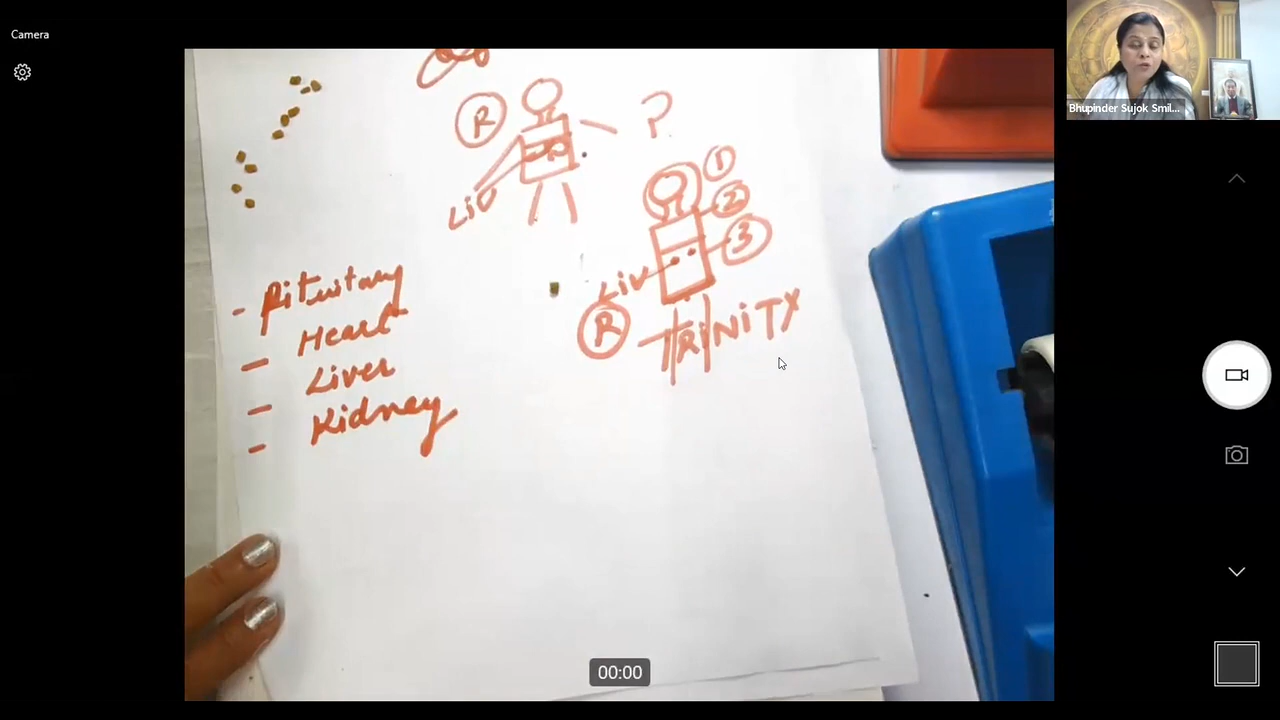 Camera
Bhupinder Sujok Smil...
R
?
Liv
1
2
3
Liv
R
TRINITY
- Pituitary
- Heart
- Liver
- Kidney
00:00